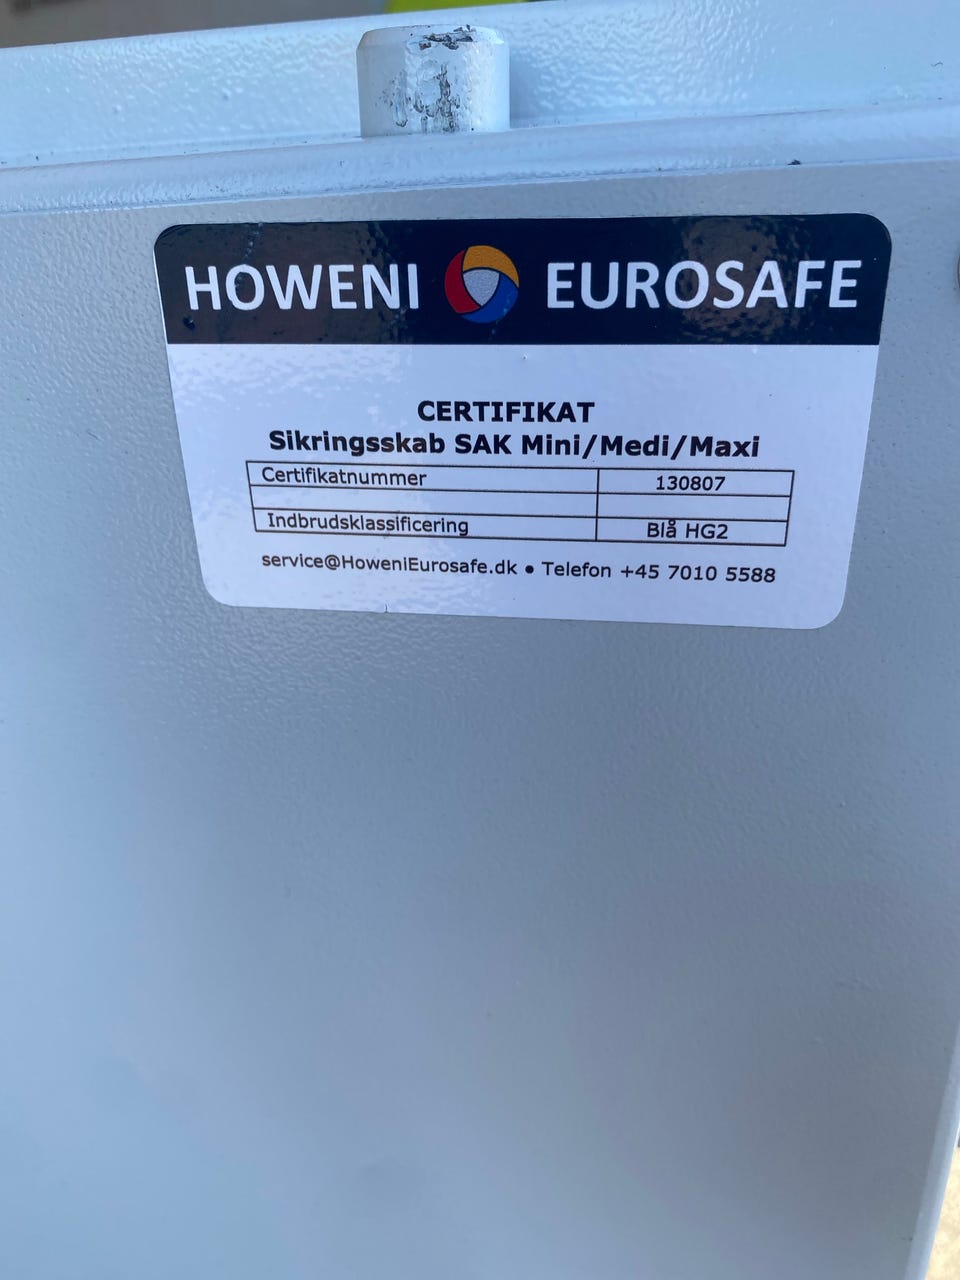 HOWENI EUROSAFE
CERTIFIKAT
Sikringsskab SAK Mini/Medi/Maxi
Certifikatnummer 130807
Indbrudsklassificering Blå HG2
service@HoweniEurosafe.dk • Telefon +45 7010 5588